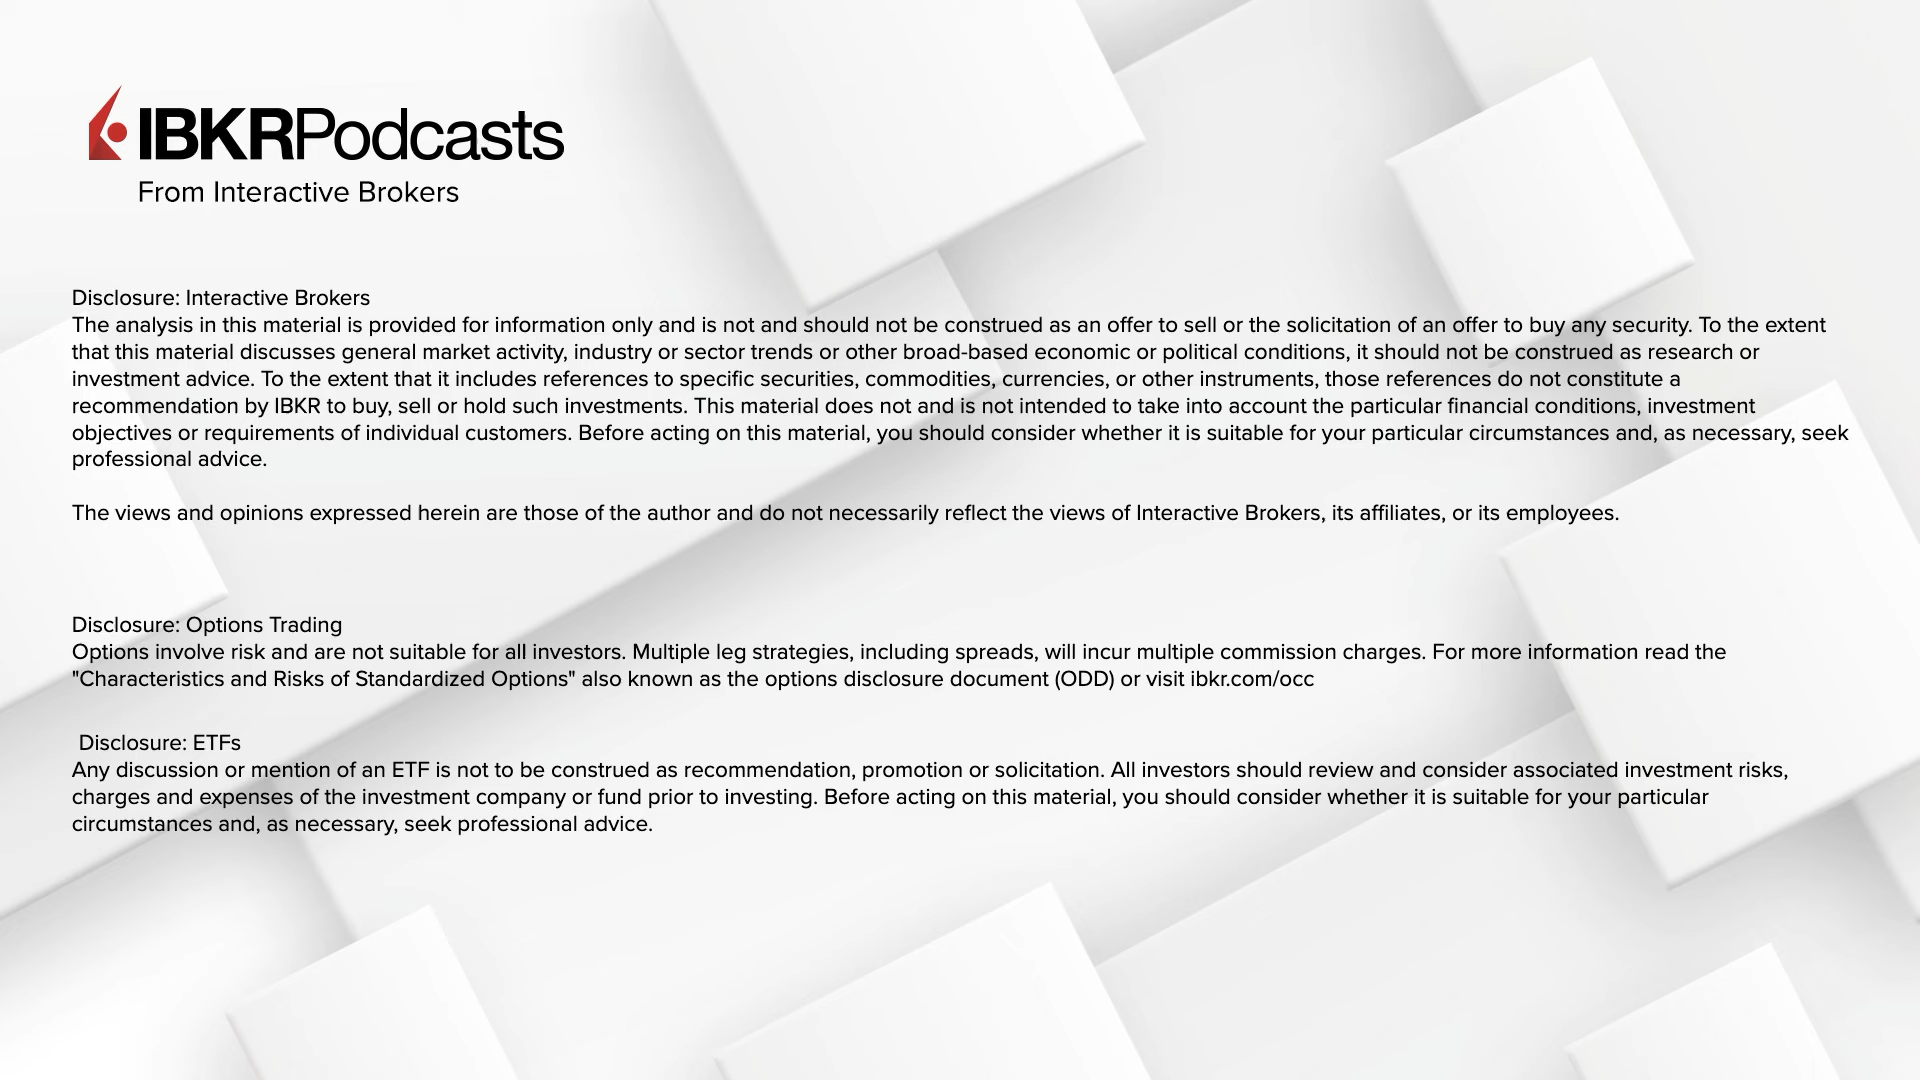 IBKRPodcasts
From Interactive Brokers
Disclosure: Interactive Brokers
The analysis in this material is provided for information only and is not and should not be construed as an offer to sell or the solicitation of an offer to buy any security. To the extent
that this material discusses general market activity, industry or sector trends or other broad-based economic or political conditions, it should not be construed as research or
investment advice. To the extent that it includes references to specific securities, commodities, currencies, or other instruments, those references do not constitute a
recommendation by IBKR to buy, sell or hold such investments. This material does not and is not intended to take into account the particular financial conditions, investment
objectives or requirements of individual customers. Before acting on this material, you should consider whether it is suitable for your particular circumstances and, as necessary, seek
professional advice.
The views and opinions expressed herein are those of the author and do not necessarily reflect the views of Interactive Brokers, its affiliates, or its employees.
Disclosure: Options Trading
Options involve risk and are not suitable for all investors. Multiple leg strategies, including spreads, will incur multiple commission charges. For more information read the
"Characteristics and Risks of Standardized Options" also known as the options disclosure document (ODD) or visit ibkr.com/occ
Disclosure: ETFs
Any discussion or mention of an ETF is not to be construed as recommendation, promotion or solicitation. All investors should review and consider associated investment risks,
charges and expenses of the investment company or fund prior to investing. Before acting on this material, you should consider whether it is suitable for your particular
circumstances and, as necessary, seek professional advice.